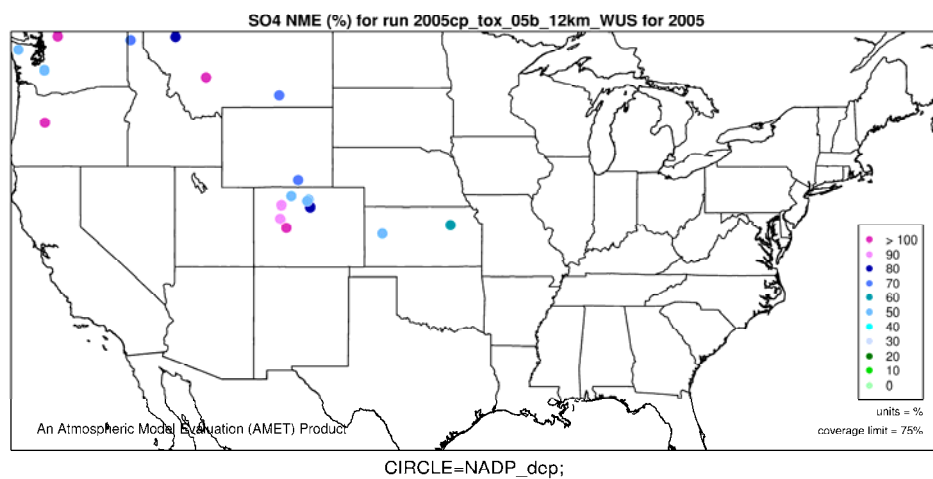 SO4 NME (%) for run 2005cp_tox_05b_12km_WUS for 2005
> 100
90
80
70
60
50
40
30
20
10
0
units = %
coverage limit = 75%
An Atmospheric Model Evaluation (AMET) Product
CIRCLE=NADP_dcp;